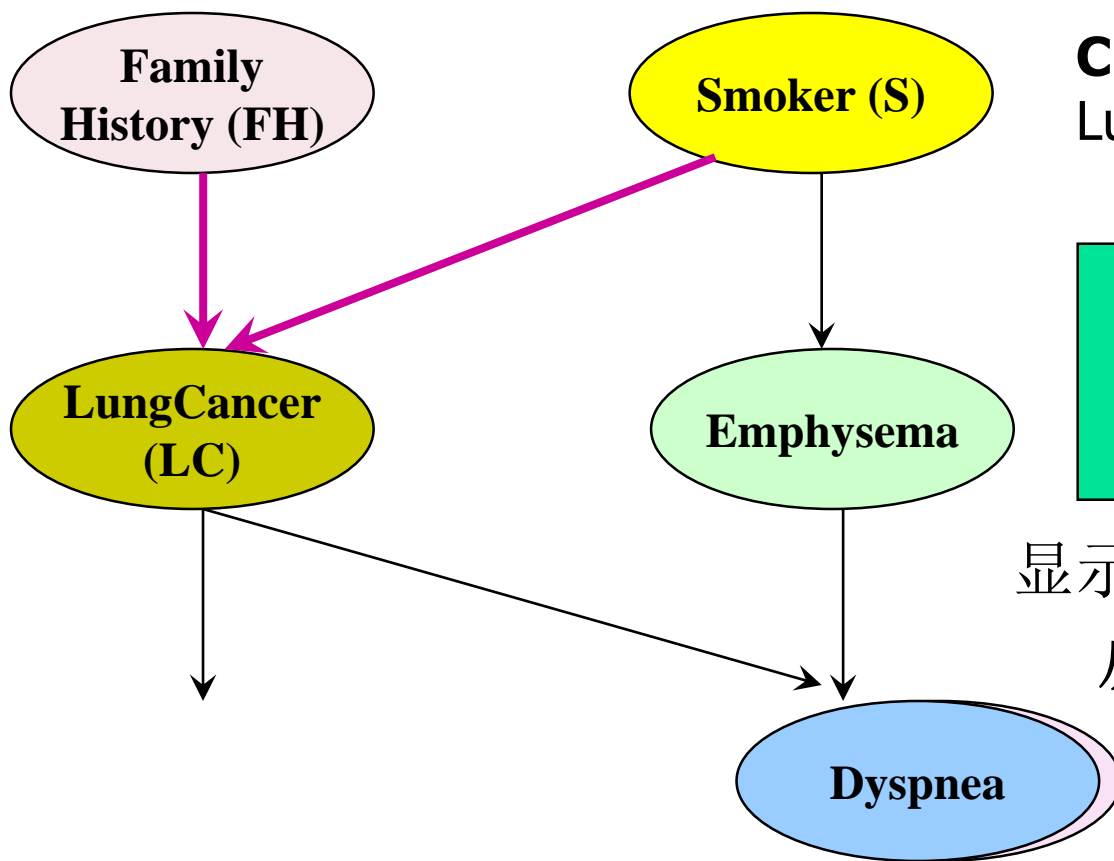 Family
History (FH)
Smoker (S)
C
Lu
LungCancer
(LC)
Emphysema
显示
Dyspnea